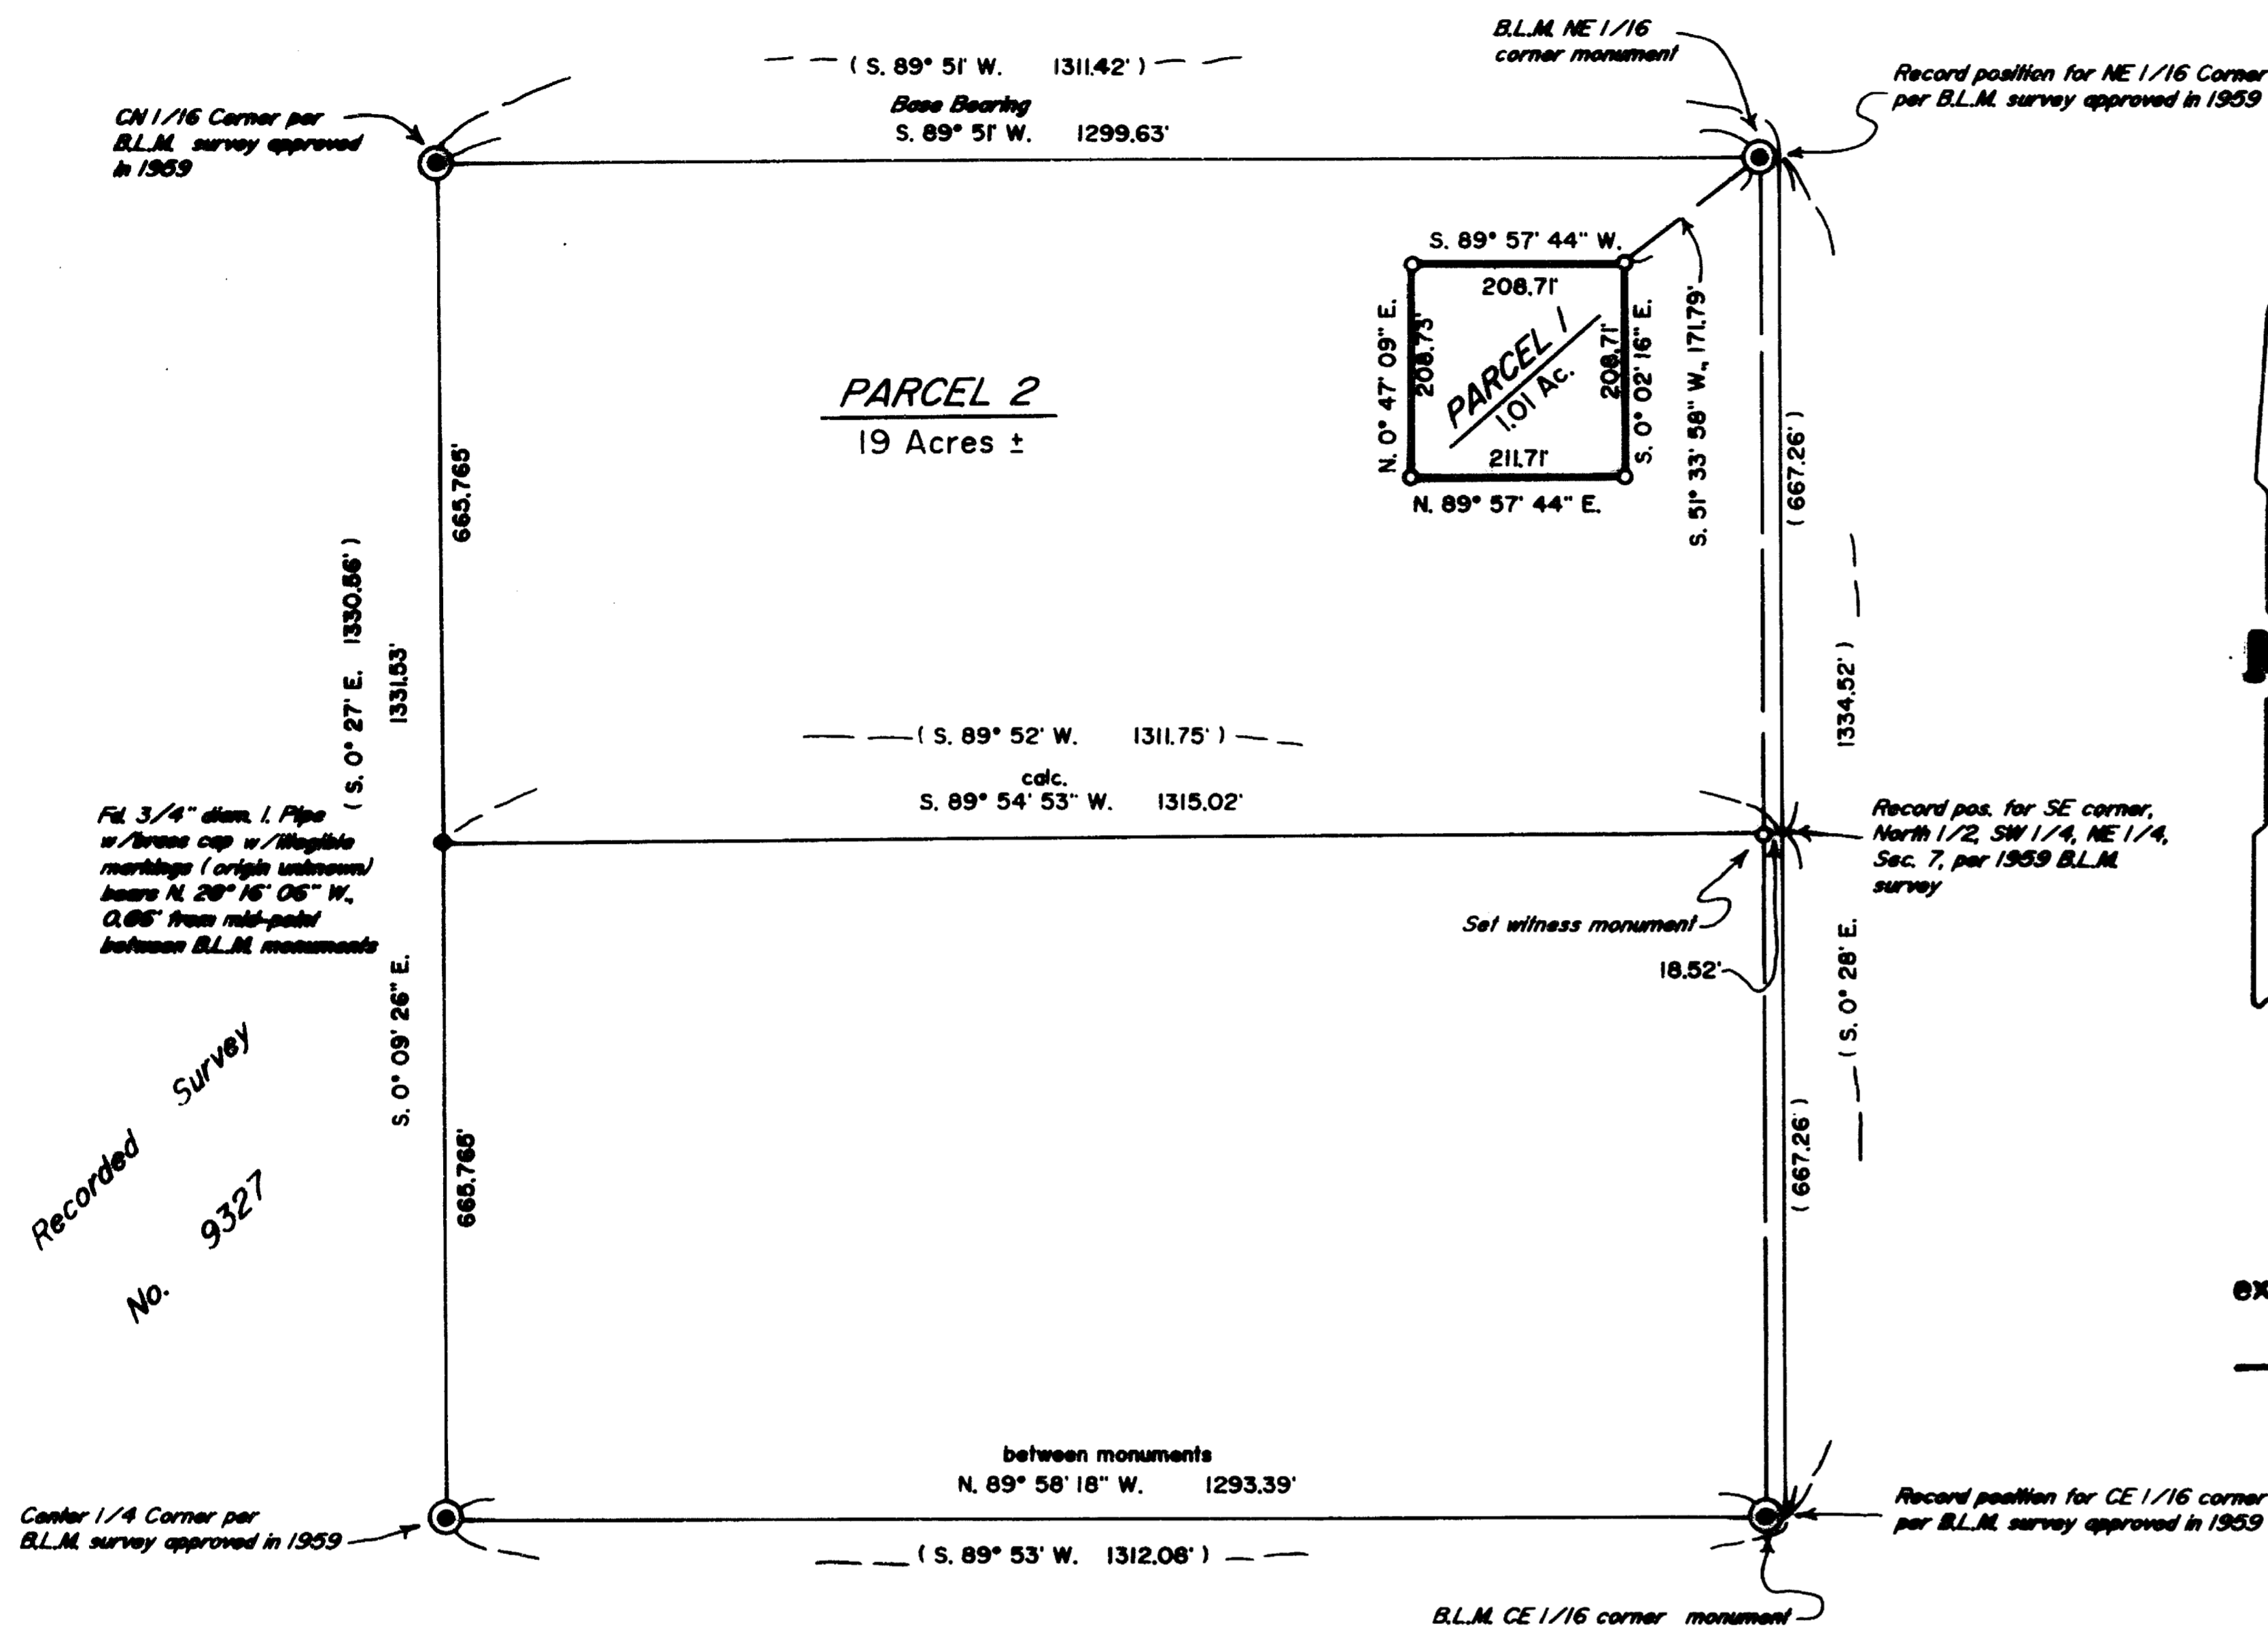 ( S. 89° 51' W. 1311.42' )
Base Bearing
S. 89° 51' W. 1299.63'
B.L.M. NE 1/16
corner monument
Record position for NE 1/16 Corner
per B.L.M. survey approved in 1959
CN 1/16 Corner per
B.L.M. survey approved
in 1959
S. 89° 57' 44" W.
208.71'
N. 0° 47' 09" E.
208.73'
PARCEL 1
1.01 Ac.
208.71'
S. 0° 02' 16" E.
211.71'
N. 89° 57' 44" E.
S. 51° 33' 58" W., 171.79'
( 667.26' )
PARCEL 2
19 Acres ±
665.765'
( S. 0° 27' E. 1330.56' )
1331.53'
S. 0° 09' 26" E.
1334.52' )
( S. 0° 28' E.
( S. 89° 52' W. 1311.75' )
calc.
S. 89° 54' 53" W. 1315.02'
Fd. 3/4" diam. I. Pipe
w/brass cap w/illegible
markings (origin unknown)
bears N. 20° 16' 06" W.,
from mid-point
between B.L.M. monuments
Record pos. for SE corner,
North 1/2, SW 1/4, NE 1/4,
Sec. 7, per 1959 B.L.M.
survey
Set witness monument
18.52'
Recorded Survey
No. 9327
665.765'
( 667.26' )
between monuments
N. 89° 58' 18" W. 1293.39'
( S. 89° 53' W. 1312.08' )
Center 1/4 Corner per
B.L.M. survey approved in 1959
Record position for CE 1/16 corner
per B.L.M. survey approved in 1959
B.L.M. CE 1/16 corner monument
ex